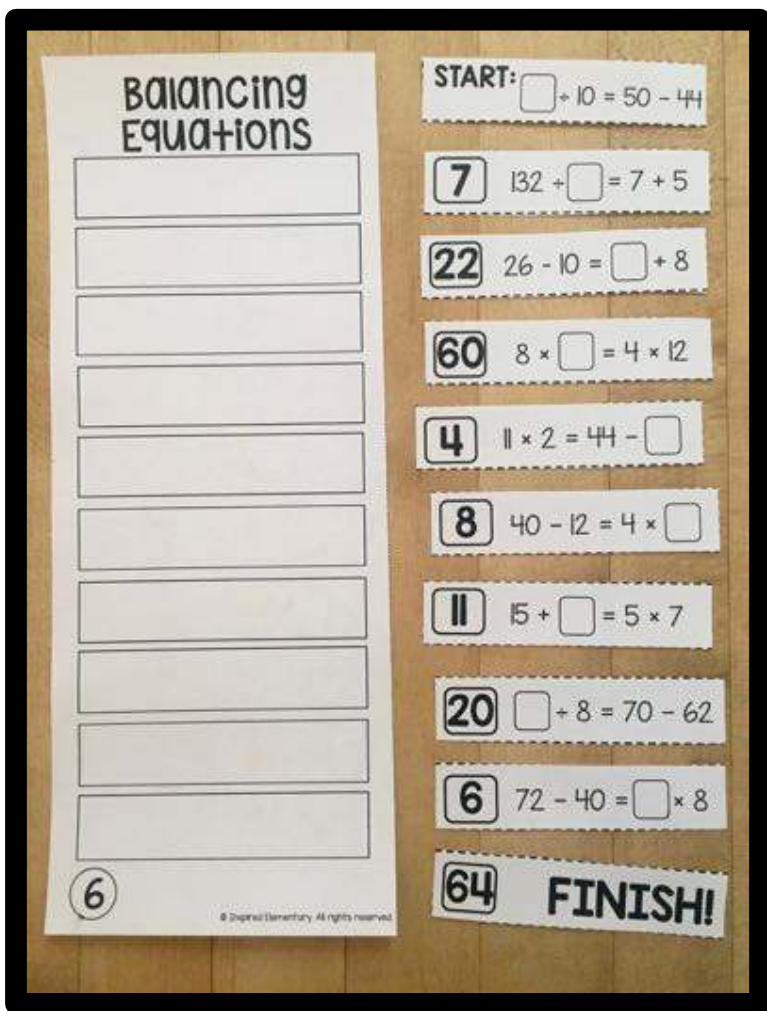 Balancing
Equations
6
© Inspired Elementary. All rights reserved.
START: □ ÷ 10 = 50 - 44
7 132 ÷ □ = 7 + 5
22 26 - 10 = □ + 8
60 8 × □ = 4 × 12
4 11 × 2 = 44 - □
8 40 - 12 = 4 × □
11 15 + □ = 5 × 7
20 □ ÷ 8 = 70 - 62
6 72 - 40 = □ × 8
64 FINISH!